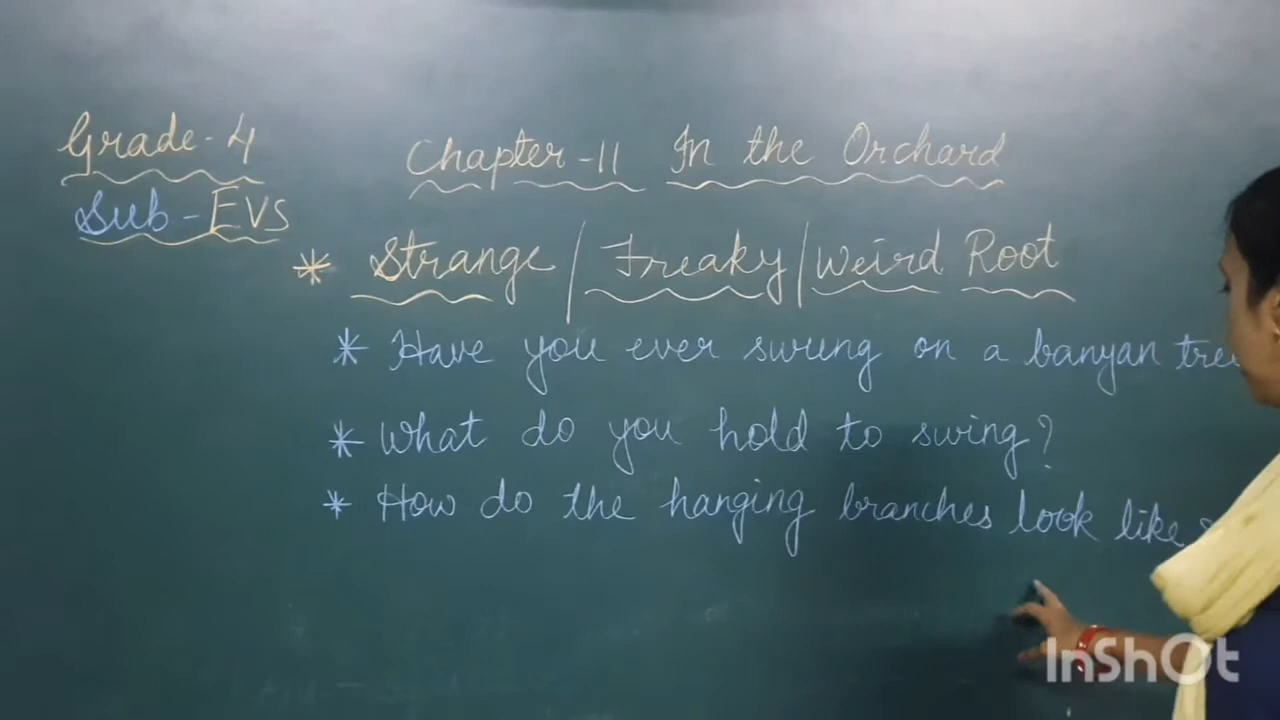 Grade-4
Sub-EVS
Chapter-11 In the Orchard
* Strange/Freaky/Weird Root
* Have you ever swung on a banyan tree
* What do you hold to swing?
* How do the hanging branches look like
InShOt